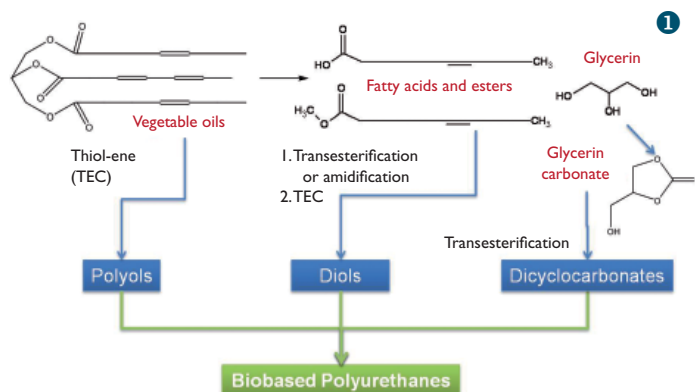 1
O
O
O
O
O
O
Vegetable oils
O
HO
CH₃
Fatty acids and esters
H₃C
O
O
CH₃
Glycerin
HO
OH
OH
Thiol-ene
(TEC)
1. Transesterification
or amidification
2. TEC
Glycerin
carbonate
O
O
OH
Transesterification
Polyols
Diols
Dicyclocarbonates
Biobased Polyurethanes